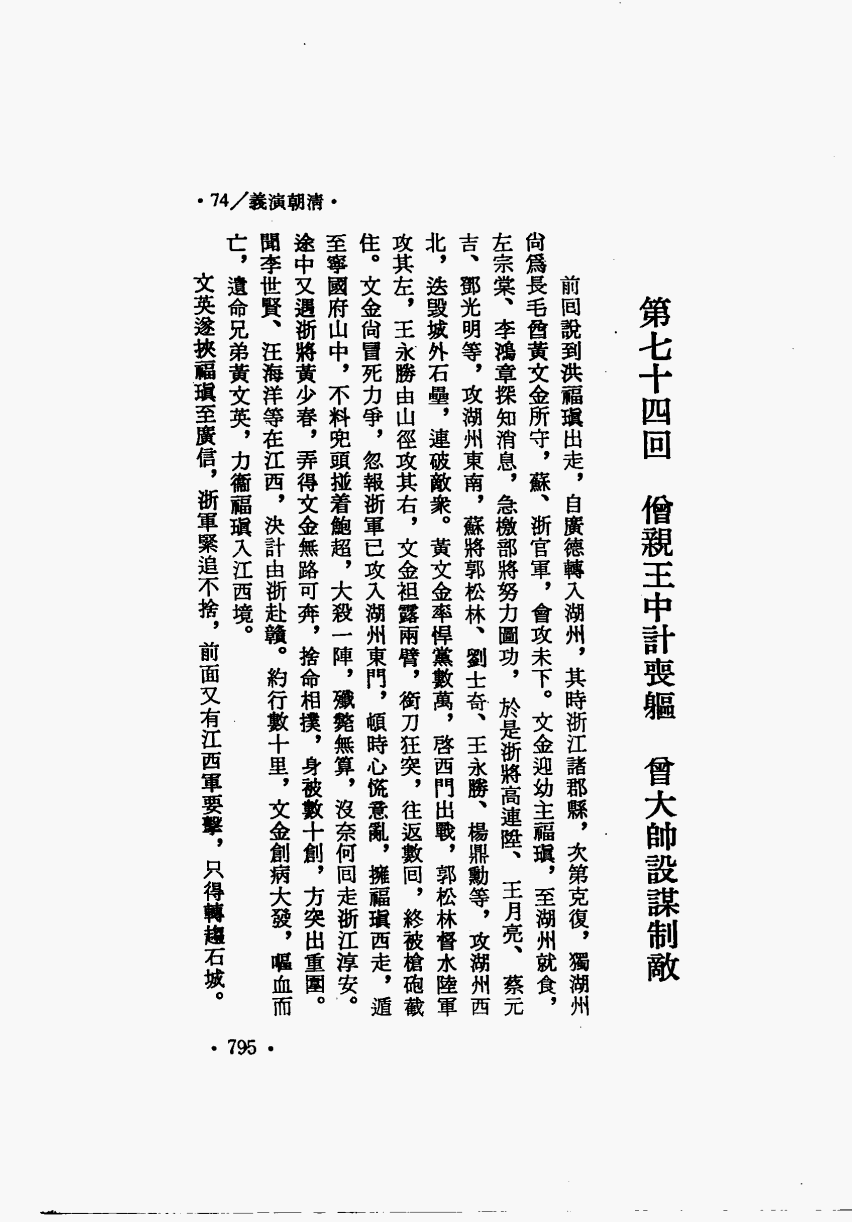 •74／義演朝清•
第七十四回　僧親王中計喪軀　曾大帥設謀制敵
前回說到洪福瑱出走，自廣德轉入湖州，其時浙江諸郡縣，次第克復，獨湖州
尙爲長毛酋黃文金所守，蘇、浙官軍，會攻未下。文金迎幼主福瑱，至湖州就食，
左宗棠、李鴻章探知消息，急檄部將努力圖功，於是浙將高連陞、王月亮、蔡元
吉、鄧光明等，攻湖州東南，蘇將郭松林、劉士奇、王永勝、楊鼎勳等，攻湖州西
北，迭毀城外石壘，連破敵衆。黃文金率悍黨數萬，啓西門出戰，郭松林督水陸軍
攻其左，王永勝由山徑攻其右，文金袒露兩臂，銜刀狂突，往返數回，終被槍砲截
住。文金尙冒死力爭，忽報浙軍已攻入湖州東門，頓時心慌意亂，擁福瑱西走，遁
至寧國府山中，不料兜頭掽着鮑超，大殺一陣，殲斃無算，沒奈何回走浙江淳安。
途中又遇浙將黃少春，弄得文金無路可奔，捨命相撲，身被數十創，方突出重圍。
聞李世賢、汪海洋等在江西，決計由浙赴贛。約行數十里，文金創病大發，嘔血而
亡，遺命兄弟黃文英，力衞福瑱入江西境。
文英遂挾福瑱至廣信，浙軍緊追不捨，前面又有江西軍要擊，只得轉趨石城。
•795•